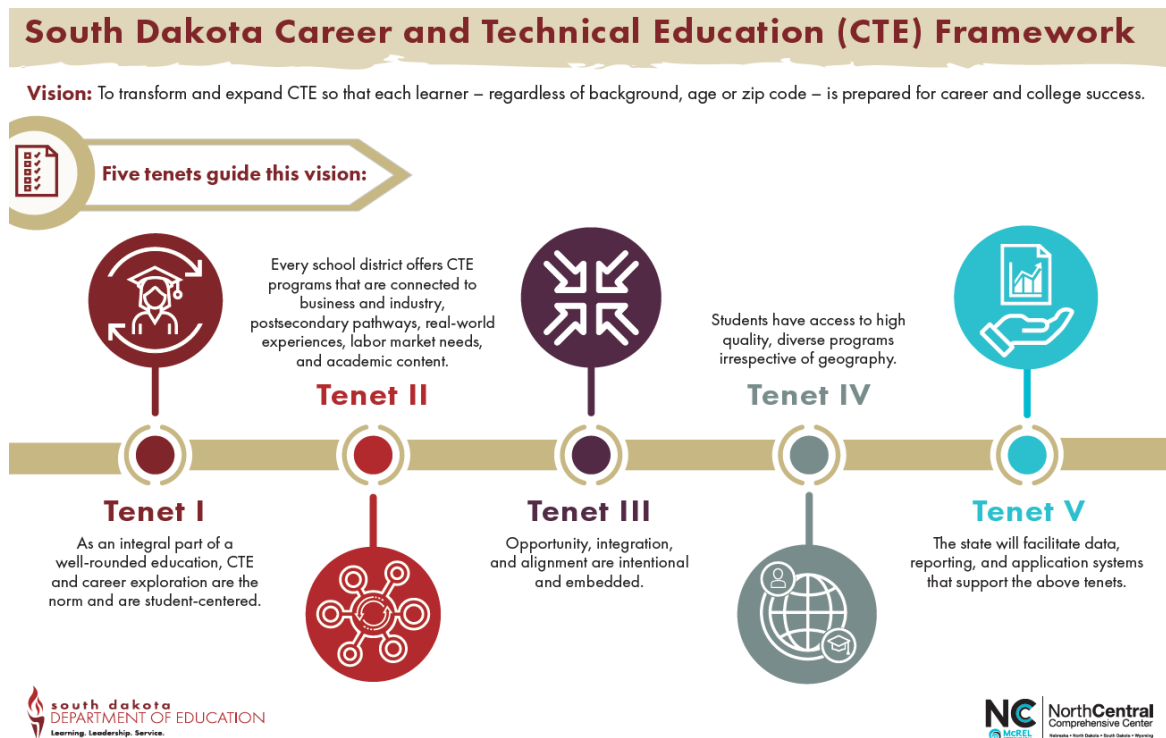 South Dakota Career and Technical Education (CTE) Framework
Vision: To transform and expand CTE so that each learner – regardless of background, age or zip code – is prepared for career and college success.
Five tenets guide this vision:
Tenet I
As an integral part of a
well-rounded education, CTE
and career exploration are the
norm and are student-centered.
Every school district offers CTE
programs that are connected to
business and industry,
postsecondary pathways, real-world
experiences, labor market needs,
and academic content.
Tenet II
Tenet III
Opportunity, integration,
and alignment are intentional
and embedded.
Students have access to high
quality, diverse programs
irrespective of geography.
Tenet IV
Tenet V
The state will facilitate data,
reporting, and application systems
that support the above tenets.
south dakota
DEPARTMENT OF EDUCATION
Learning. Leadership. Service.
NC
McREL
NorthCentral
Comprehensive Center
Nebraska • North Dakota • South Dakota • Wyoming